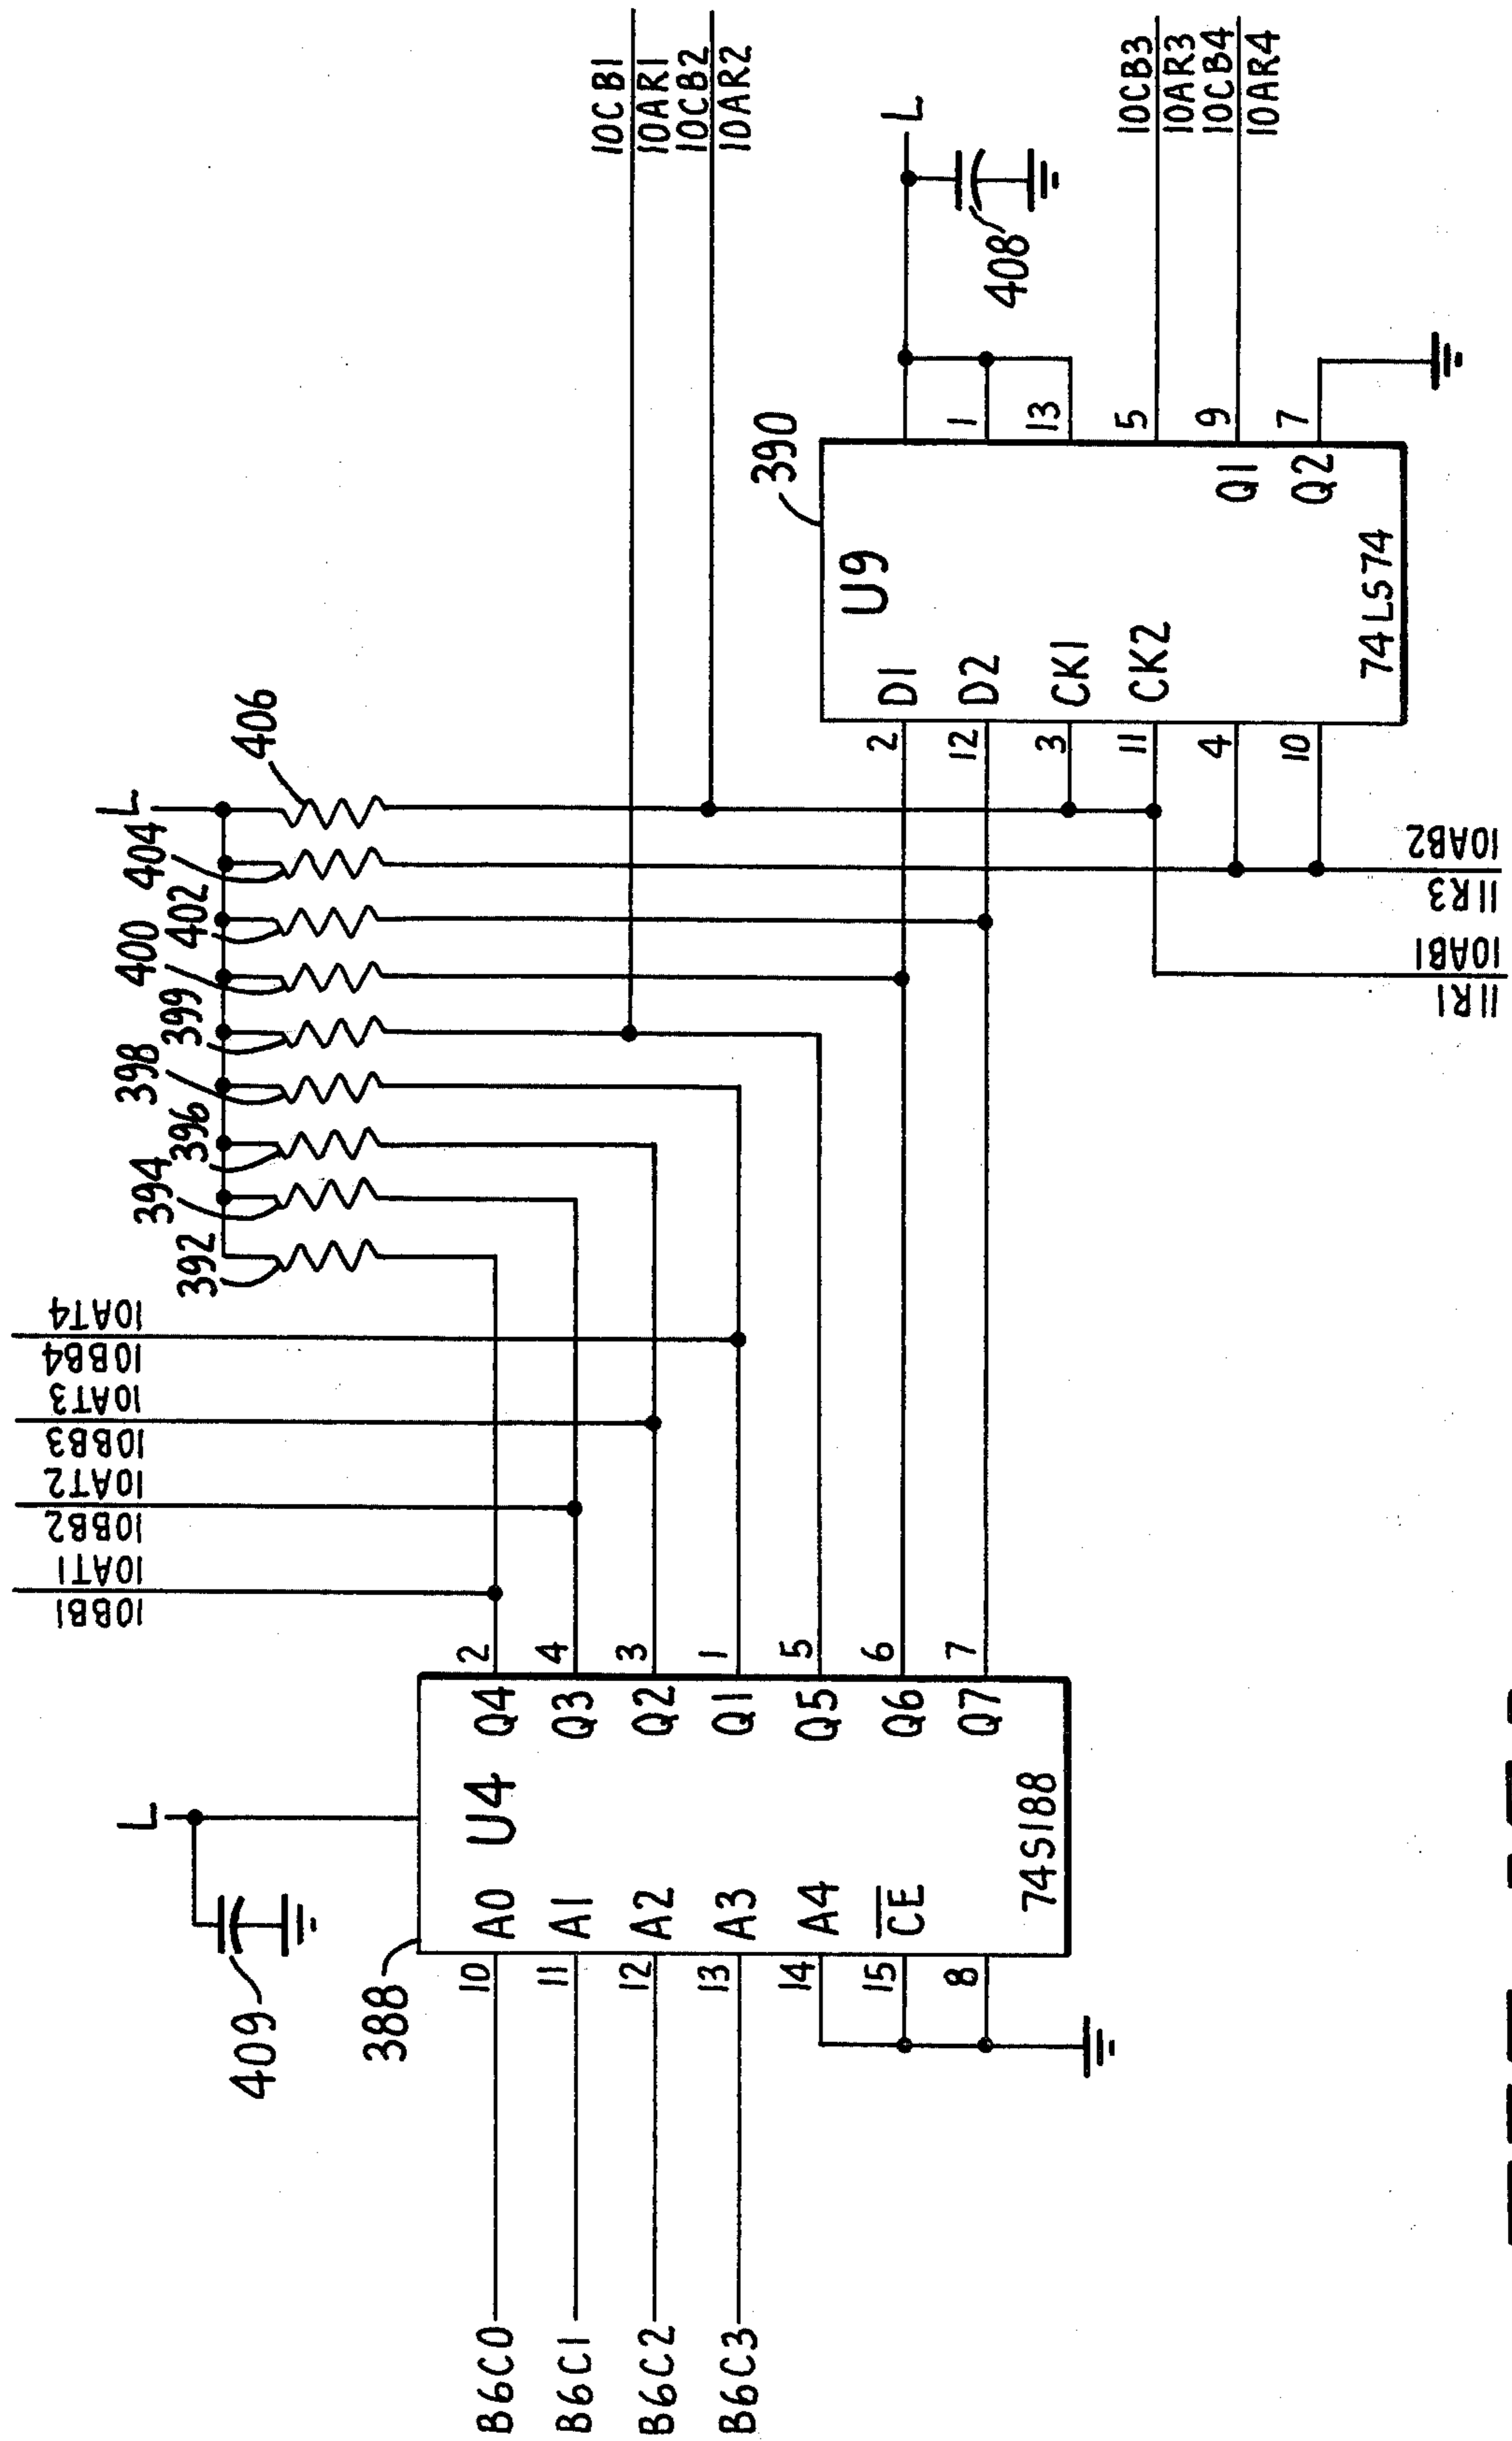 B6C0
B6C1
B6C2
B6C3
409
388
L
10
11
12
13
14
15
8
A0
A1
A2
A3
A4
CE
U4
74S188
Q4
Q3
Q2
Q1
Q5
Q6
Q7
2
4
3
1
5
6
7
10BB1
10AT1
10BB2
10AT2
10BB3
10AT3
10BB4
10AT4
392
394
396
398
399
400
402
404
406
L
11R1
10AB1
11R3
10AB2
2
12
3
11
4
10
D1
D2
CK1
CK2
U9
74LS74
Q1
Q2
390
1
13
5
9
7
408
L
10CB1
10AR1
10CB2
10AR2
10CB3
10AR3
10CB4
10AR4